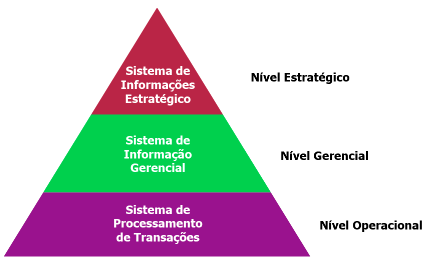 Sistema de
Informações
Estratégico
Nível Estratégico
Sistema de
Informação
Gerencial
Nível Gerencial
Sistema de
Processamento
de Transações
Nível Operacional